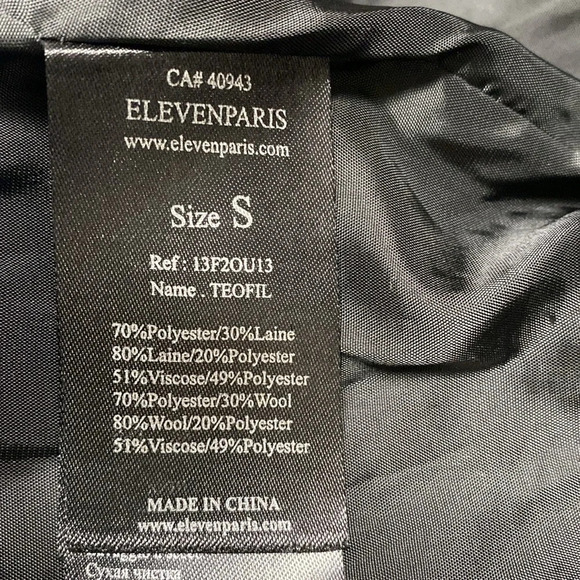 CA# 40943
ELEVENPARIS
www.elevenparis.com
Size S
Ref : 13F2OU13
Name . TEOFIL
70%Polyester/30%Laine
80%Laine/20%Polyester
51%Viscose/49%Polyester
70%Polyester/30%Wool
80%Wool/20%Polyester
51%Viscose/49%Polyester
MADE IN CHINA
www.elevenparis.com
Сухая чистка